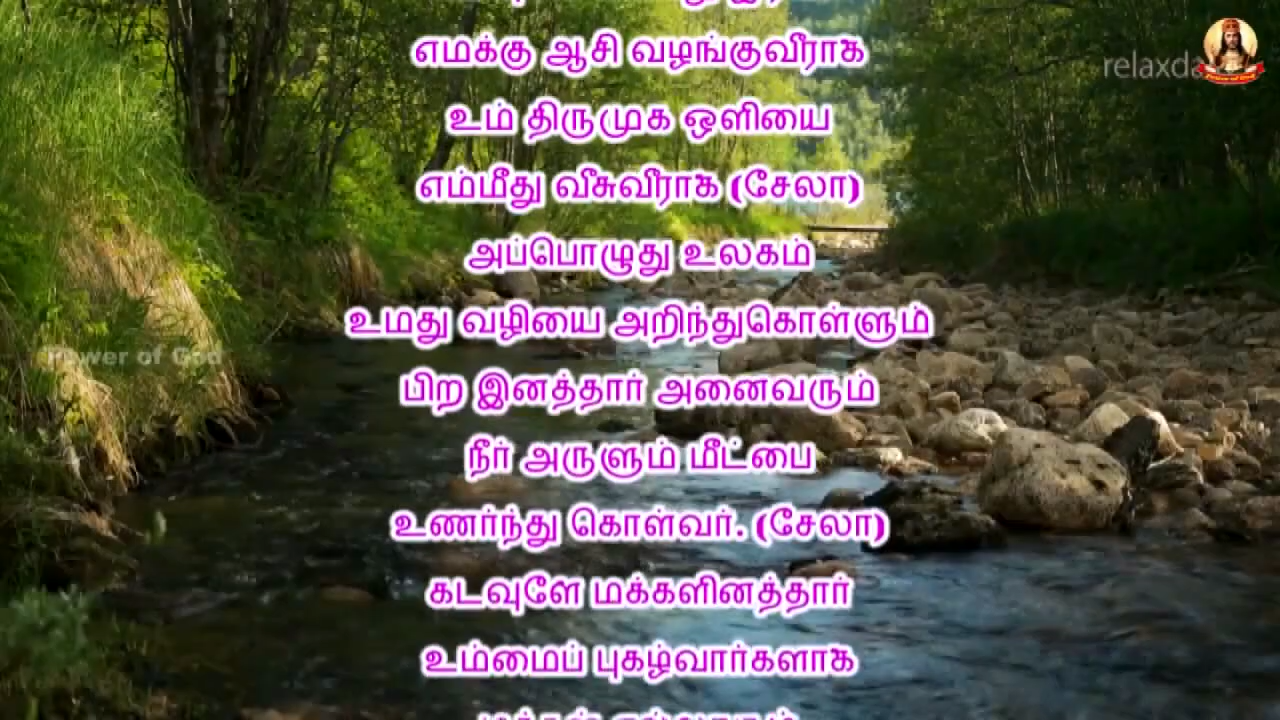 எமக்கு ஆசி வழங்குவீராக
relaxda
உம் திருமுக ஒளியை
எம்மீது வீசுவீராக (சேலா)
அப்பொழுது உலகம்
உமது வழியை அறிந்துகொள்ளும்
Power of God
பிற இனத்தார் அனைவரும்
நீர் அருளும் மீட்பை
உணர்ந்து கொள்வர். (சேலா)
கடவுளே மக்களினத்தார்
உம்மைப் புகழ்வார்களாக